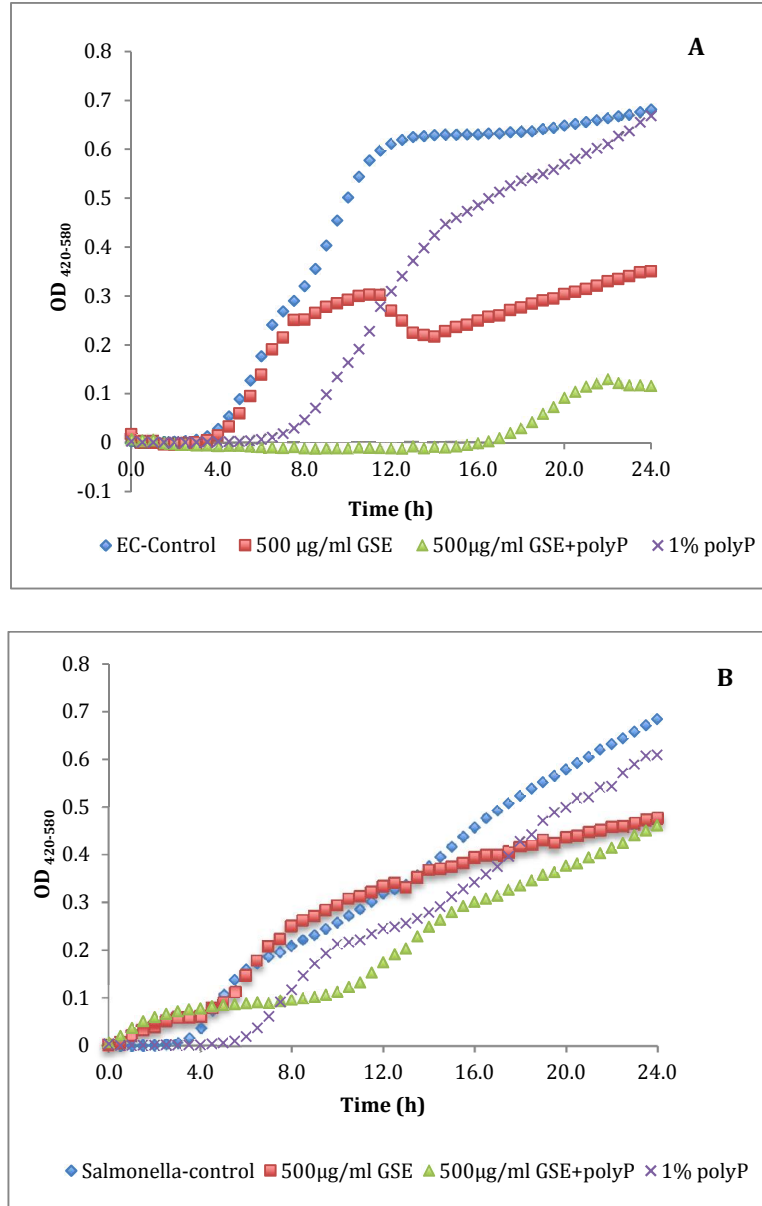 A
0.8
0.7
0.6
0.5
0.4
0.3
0.2
0.1
0
-0.1
OD 420-580
0.0 4.0 8.0 12.0 16.0 20.0 24.0
Time (h)
EC-Control 500 µg/ml GSE 500µg/ml GSE+polyP 1% polyP
B
0.8
0.7
0.6
0.5
0.4
0.3
0.2
0.1
0
OD 420-580
0.0 4.0 8.0 12.0 16.0 20.0 24.0
Time (h)
Salmonella-control 500µg/ml GSE 500µg/ml GSE+polyP 1% polyP